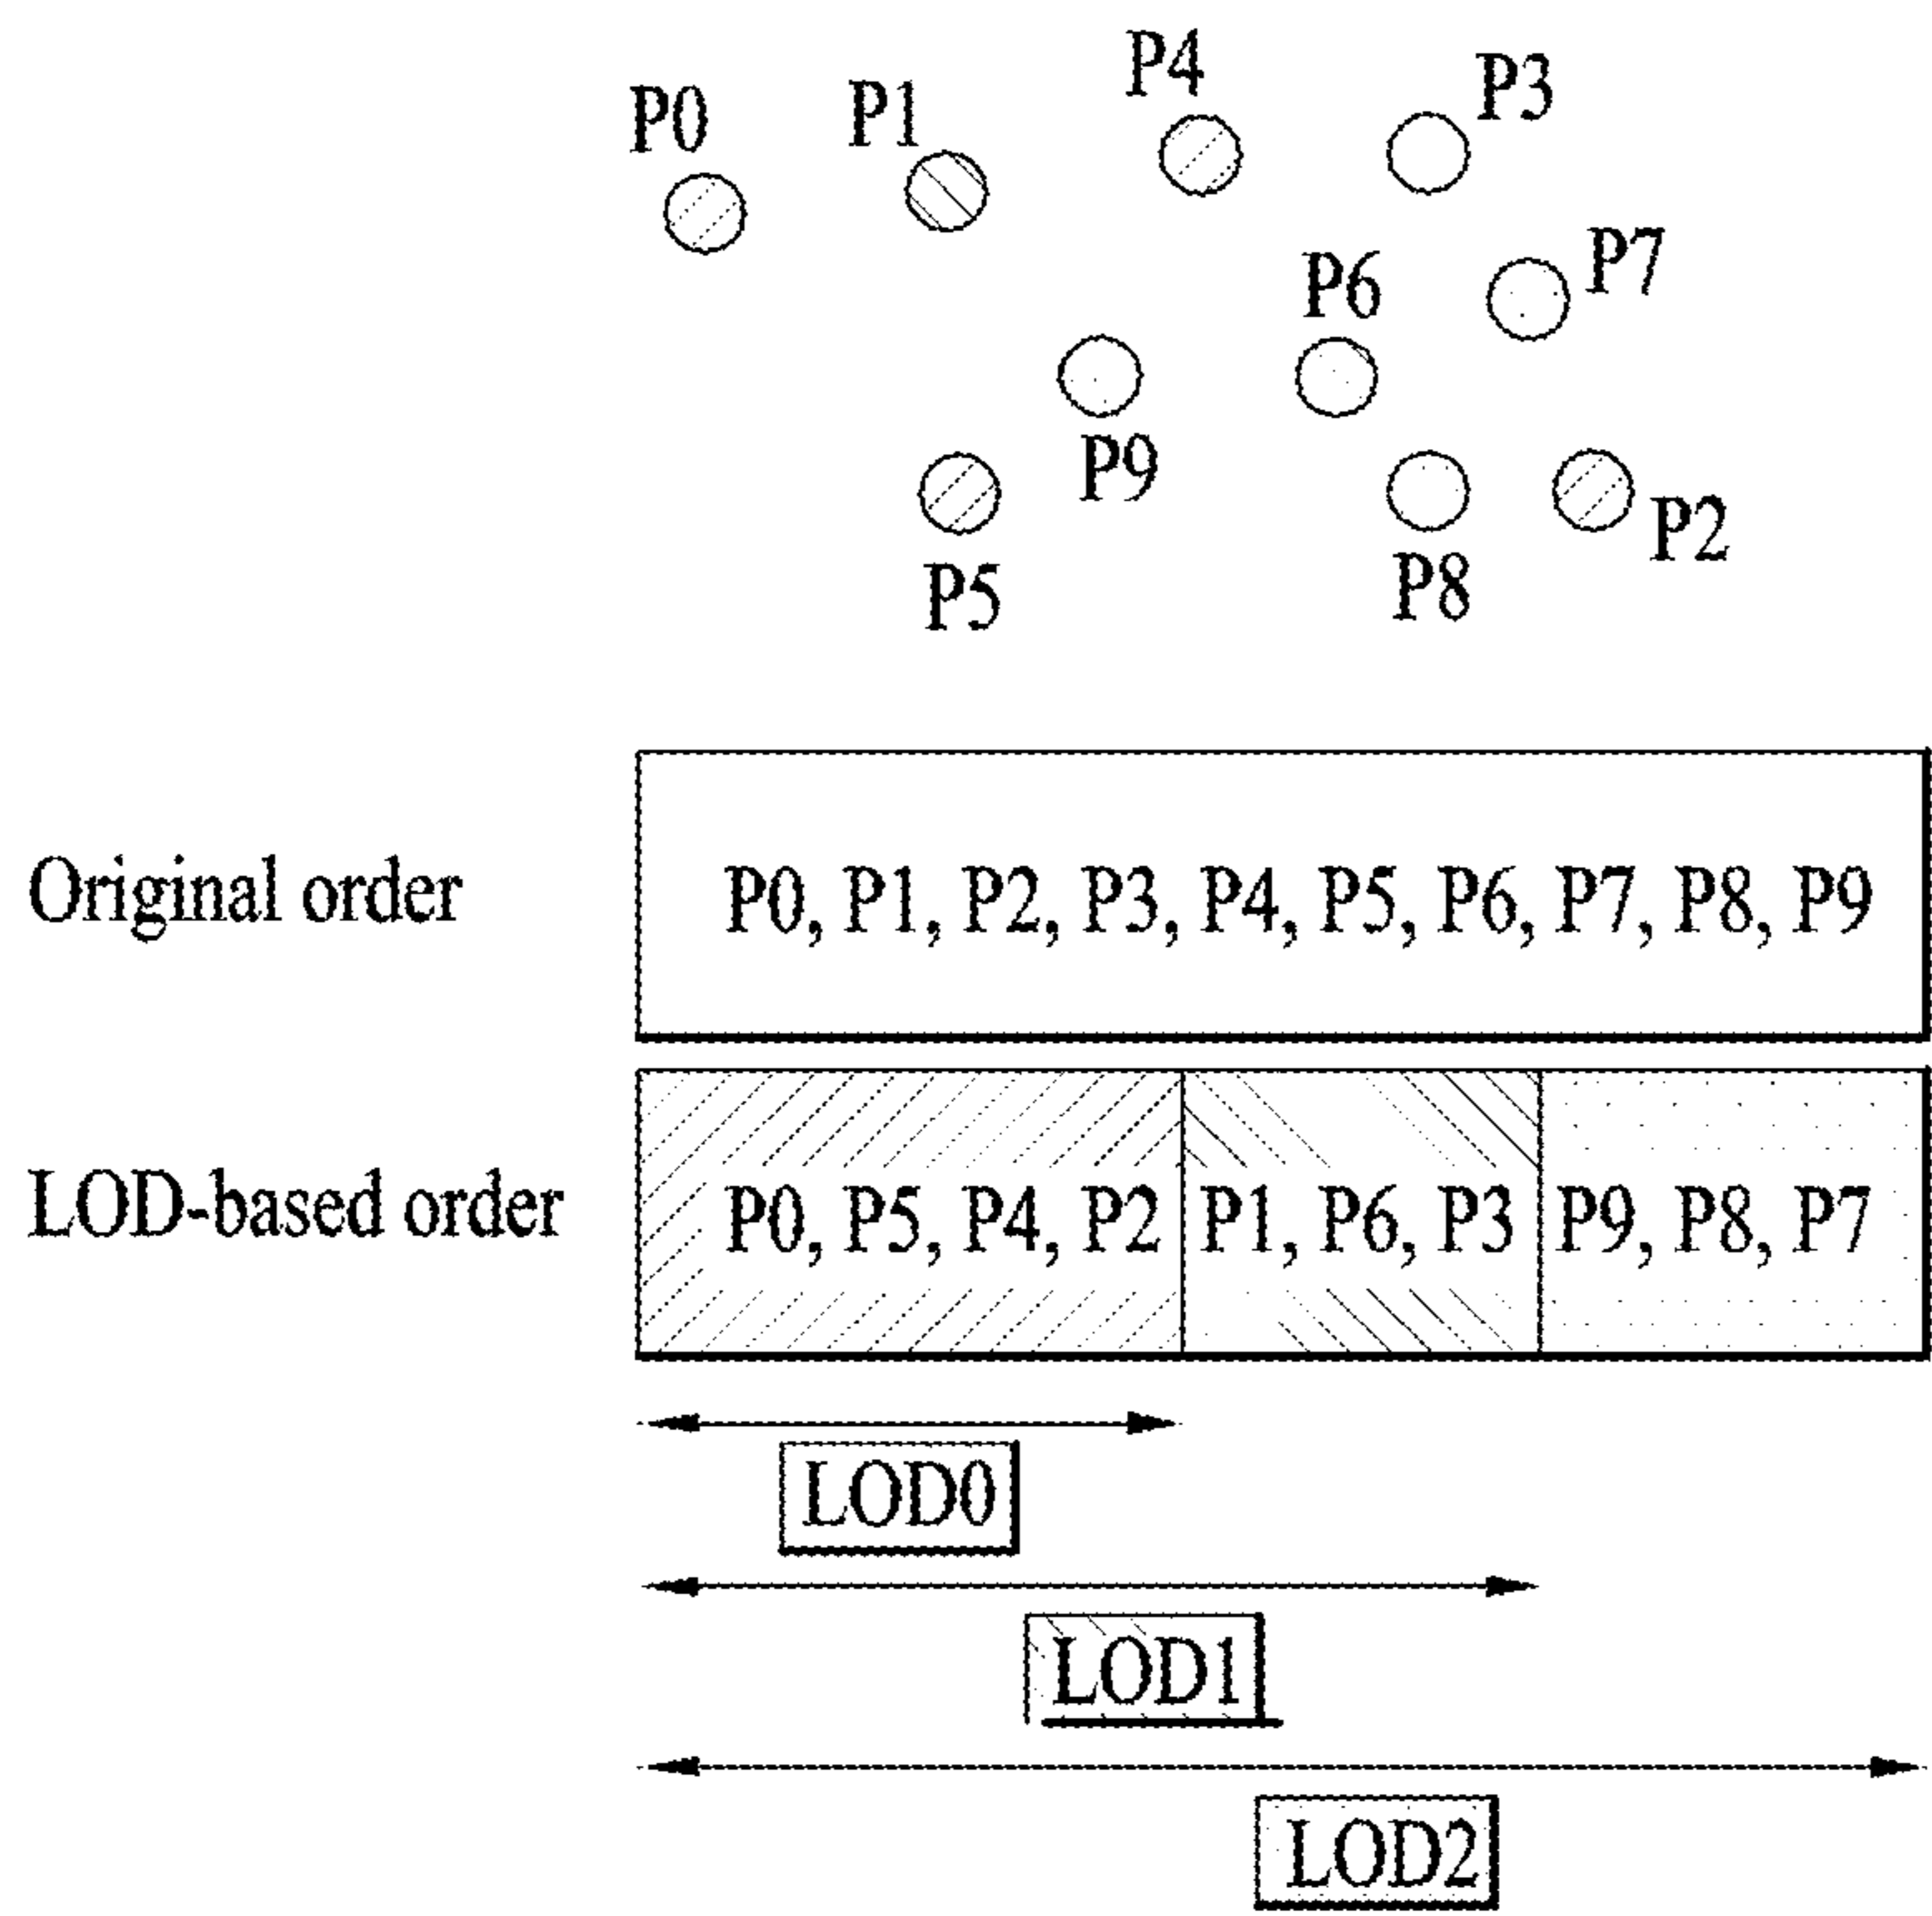 P4
P3
P0
P1
P7
P6
P9
P2
P5
P8
Original order
P0, P1, P2, P3, P4, P5, P6, P7, P8, P9
LOD-based order
P0, P5, P4, P2
P1, P6, P3
P9, P8, P7
LOD0
LOD1
LOD2